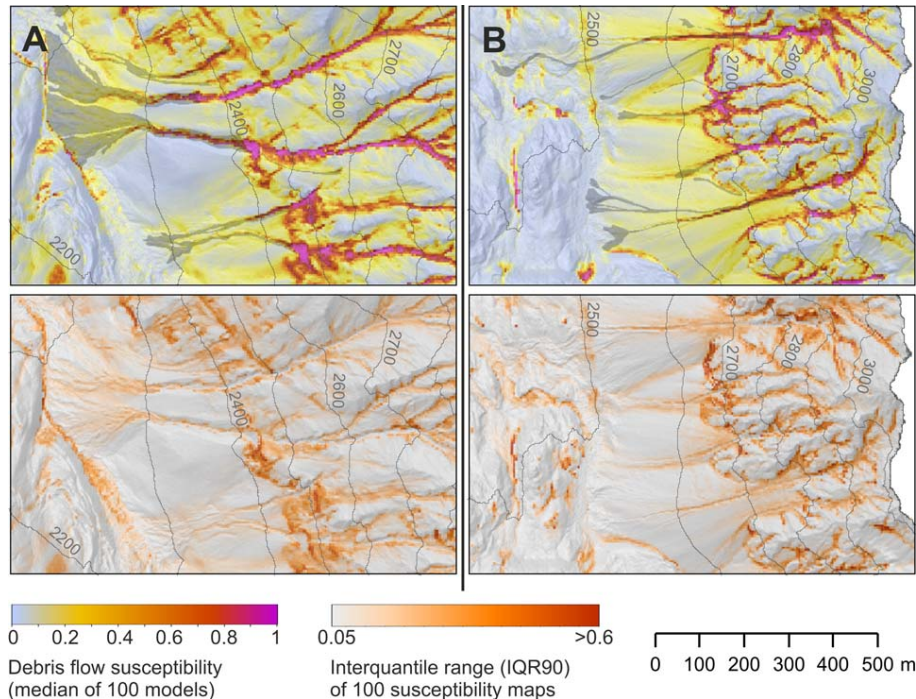 A
B
2700
2600
2400
2200
2500
2700
2800
3000
2700
2600
2400
2200
2500
2700
2800
3000
0 0.2 0.4 0.6 0.8 1
Debris flow susceptibility
(median of 100 models)
0.05 >0.6
Interquantile range (IQR90)
of 100 susceptibility maps
0 100 200 300 400 500 m